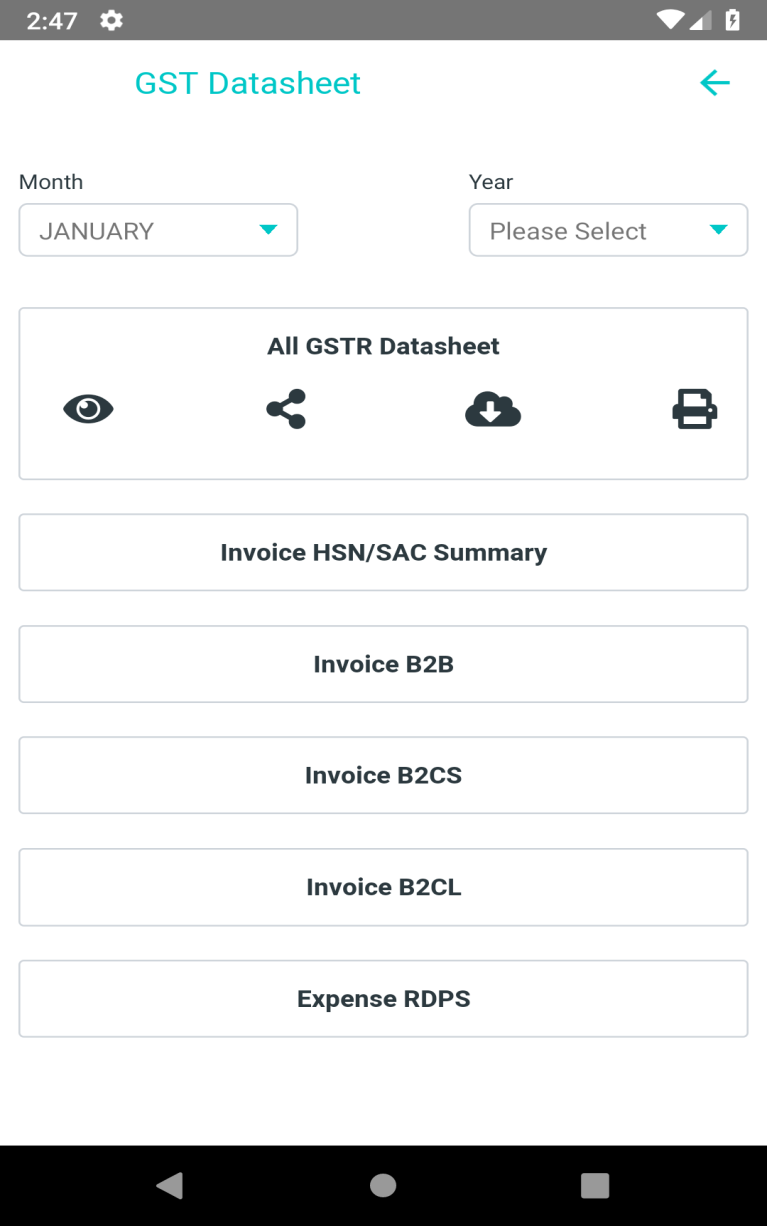 2:47
GST Datasheet
Month
Year
JANUARY
Please Select
All GSTR Datasheet
Invoice HSN/SAC Summary
Invoice B2B
Invoice B2CS
Invoice B2CL
Expense RDPS